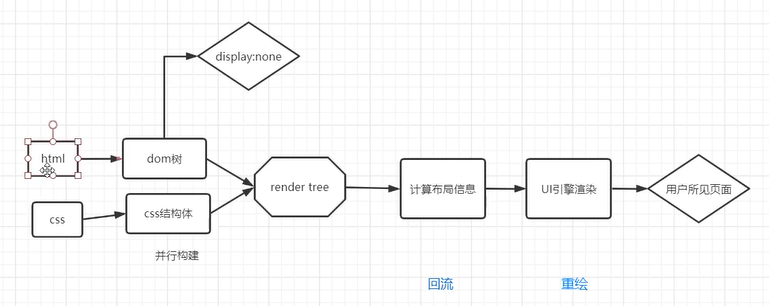 display:none
html
dom树
render tree
计算布局信息
UI引擎渲染
用户所见页面
css
css结构体
并行构建
回流
重绘